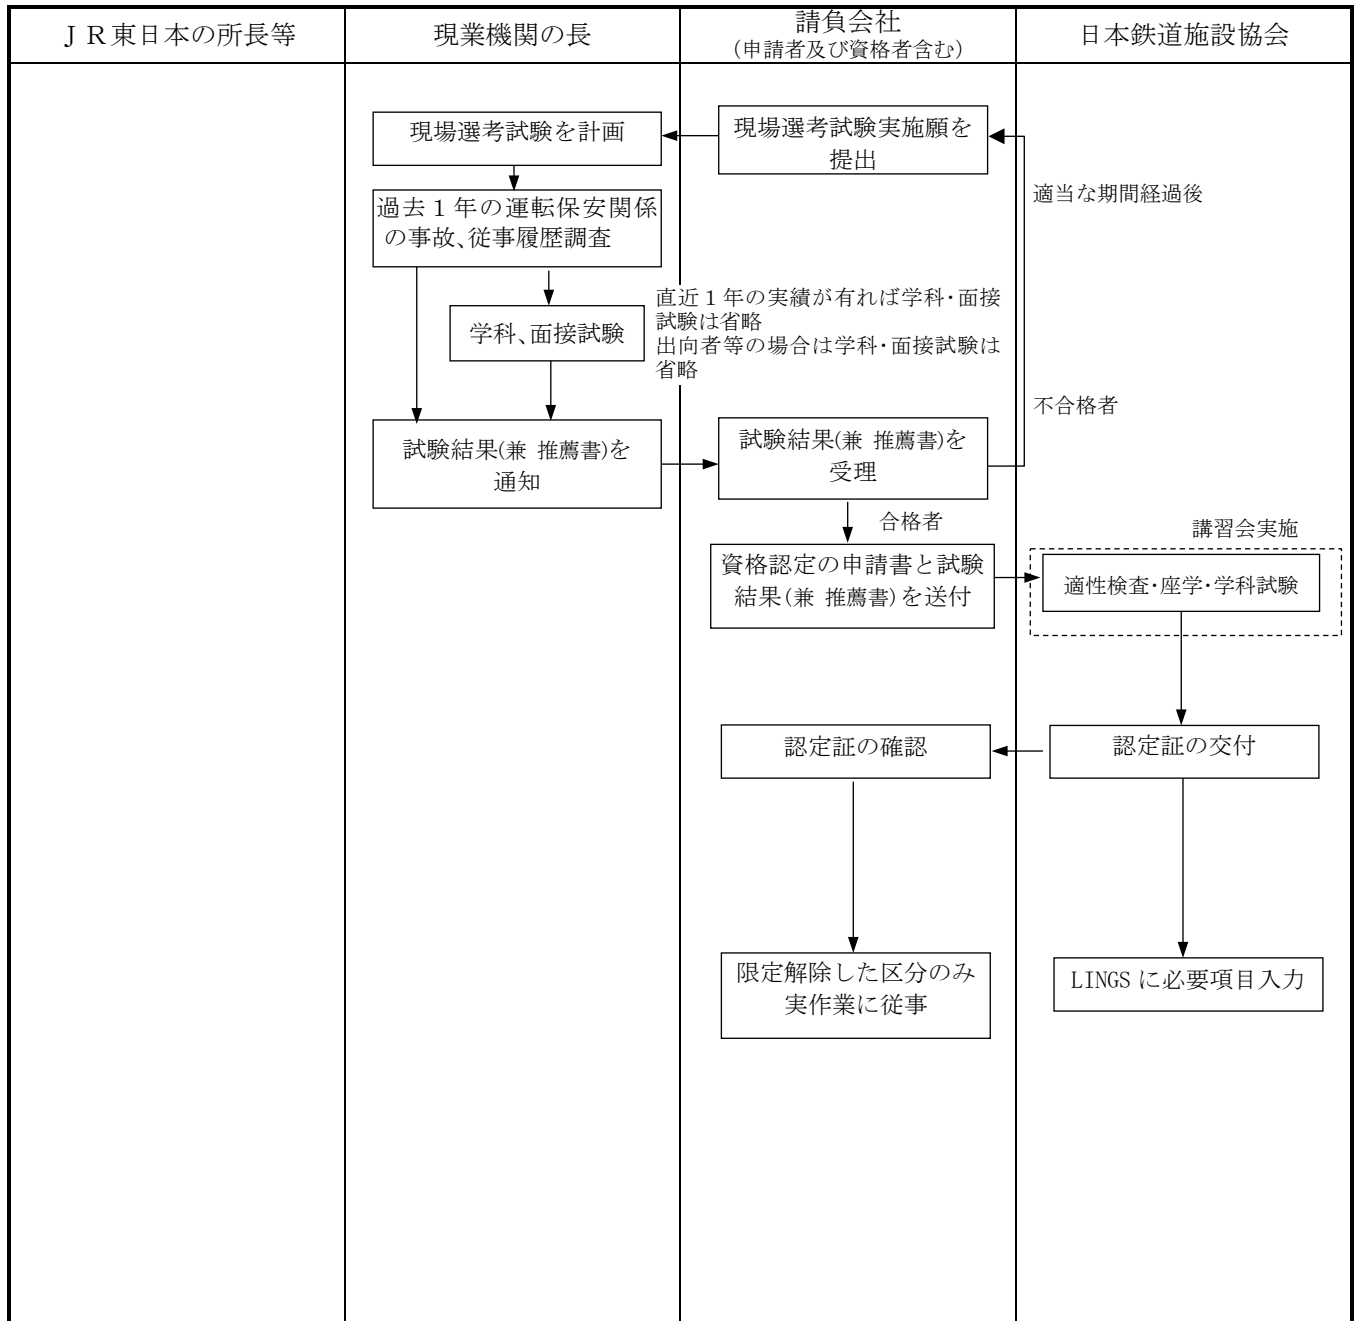 ＪＲ東日本の所長等
現業機関の長
請負会社
（申請者及び資格者含む）
日本鉄道施設協会
現場選考試験を計画
現場選考試験実施願を
提出
適当な期間経過後
過去１年の運転保安関係
の事故、従事履歴調査
直近１年の実績が有れば学科・面接
試験は省略
出向者等の場合は学科・面接試験は
省略
学科、面接試験
不合格者
試験結果(兼 推薦書)を
通知
試験結果(兼 推薦書)を
受理
合格者
講習会実施
資格認定の申請書と試験
結果(兼 推薦書)を送付
適性検査・座学・学科試験
認定証の確認
認定証の交付
限定解除した区分のみ
実作業に従事
LINGS に必要項目入力